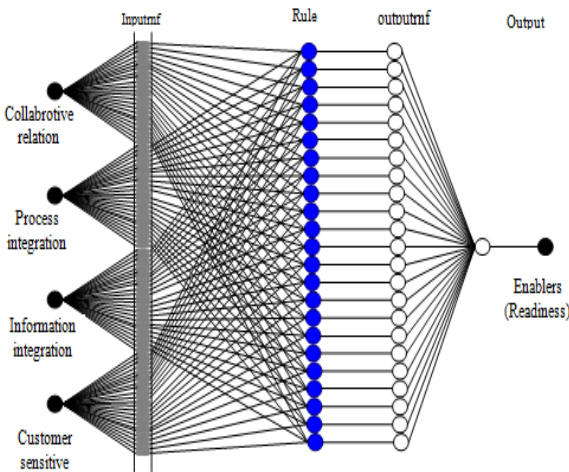 Inputmf
Rule
outputmf
Output
Collabrotive
relation
Process
integration
Information
integration
Customer
sensitive
Enablers
(Readiness)